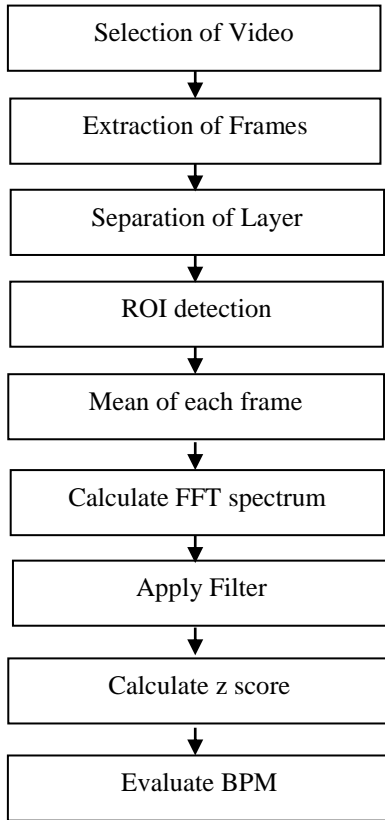 Selection of Video
Extraction of Frames
Separation of Layer
ROI detection
Mean of each frame
Calculate FFT spectrum
Apply Filter
Calculate z score
Evaluate BPM